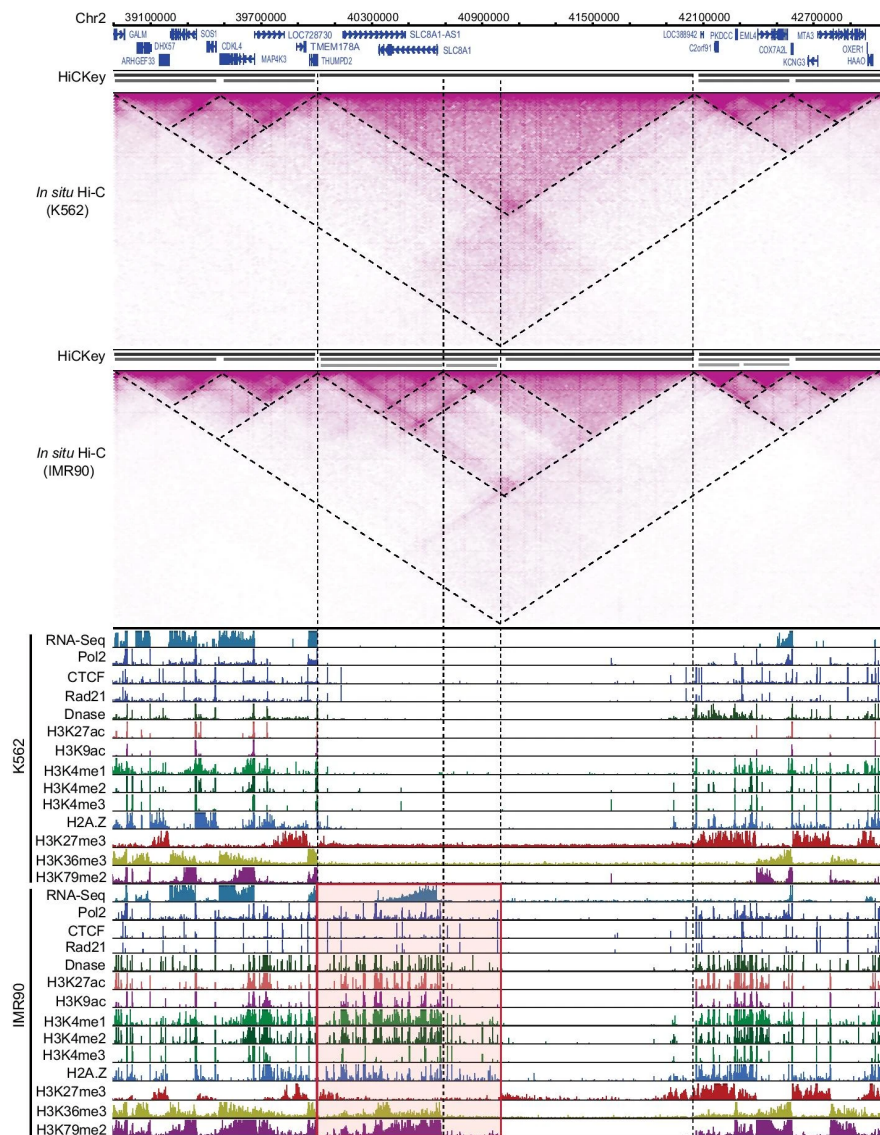 Chr2 39100000 39700000 40300000 40900000 41500000 42100000 42700000
GALM SOS1 LOC728730 SLC8A1-AS1 LOC388942 PKDCC EML4 MTA3
DHX57 CDKL4 TMEM178A SLC8A1 C2orf91 COX7A2L OXER1
ARHGEF33 MAP4K3 THUMPD2 KCNG3 HAAO
HiCKey
In situ Hi-C
(K562)
HiCKey
In situ Hi-C
(IMR90)
K562
RNA-Seq
Pol2
CTCF
Rad21
Dnase
H3K27ac
H3K9ac
H3K4me1
H3K4me2
H3K4me3
H2A.Z
H3K27me3
H3K36me3
H3K79me2
IMR90
RNA-Seq
Pol2
CTCF
Rad21
Dnase
H3K27ac
H3K9ac
H3K4me1
H3K4me2
H3K4me3
H2A.Z
H3K27me3
H3K36me3
H3K79me2